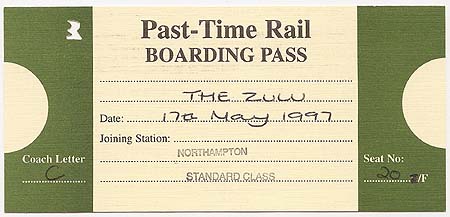 Past-Time Rail
BOARDING PASS
THE ZULU
Date: 17th May 1997
Joining Station:
NORTHAMPTON
Coach Letter
Seat No:
C
STANDARD CLASS
20 /F